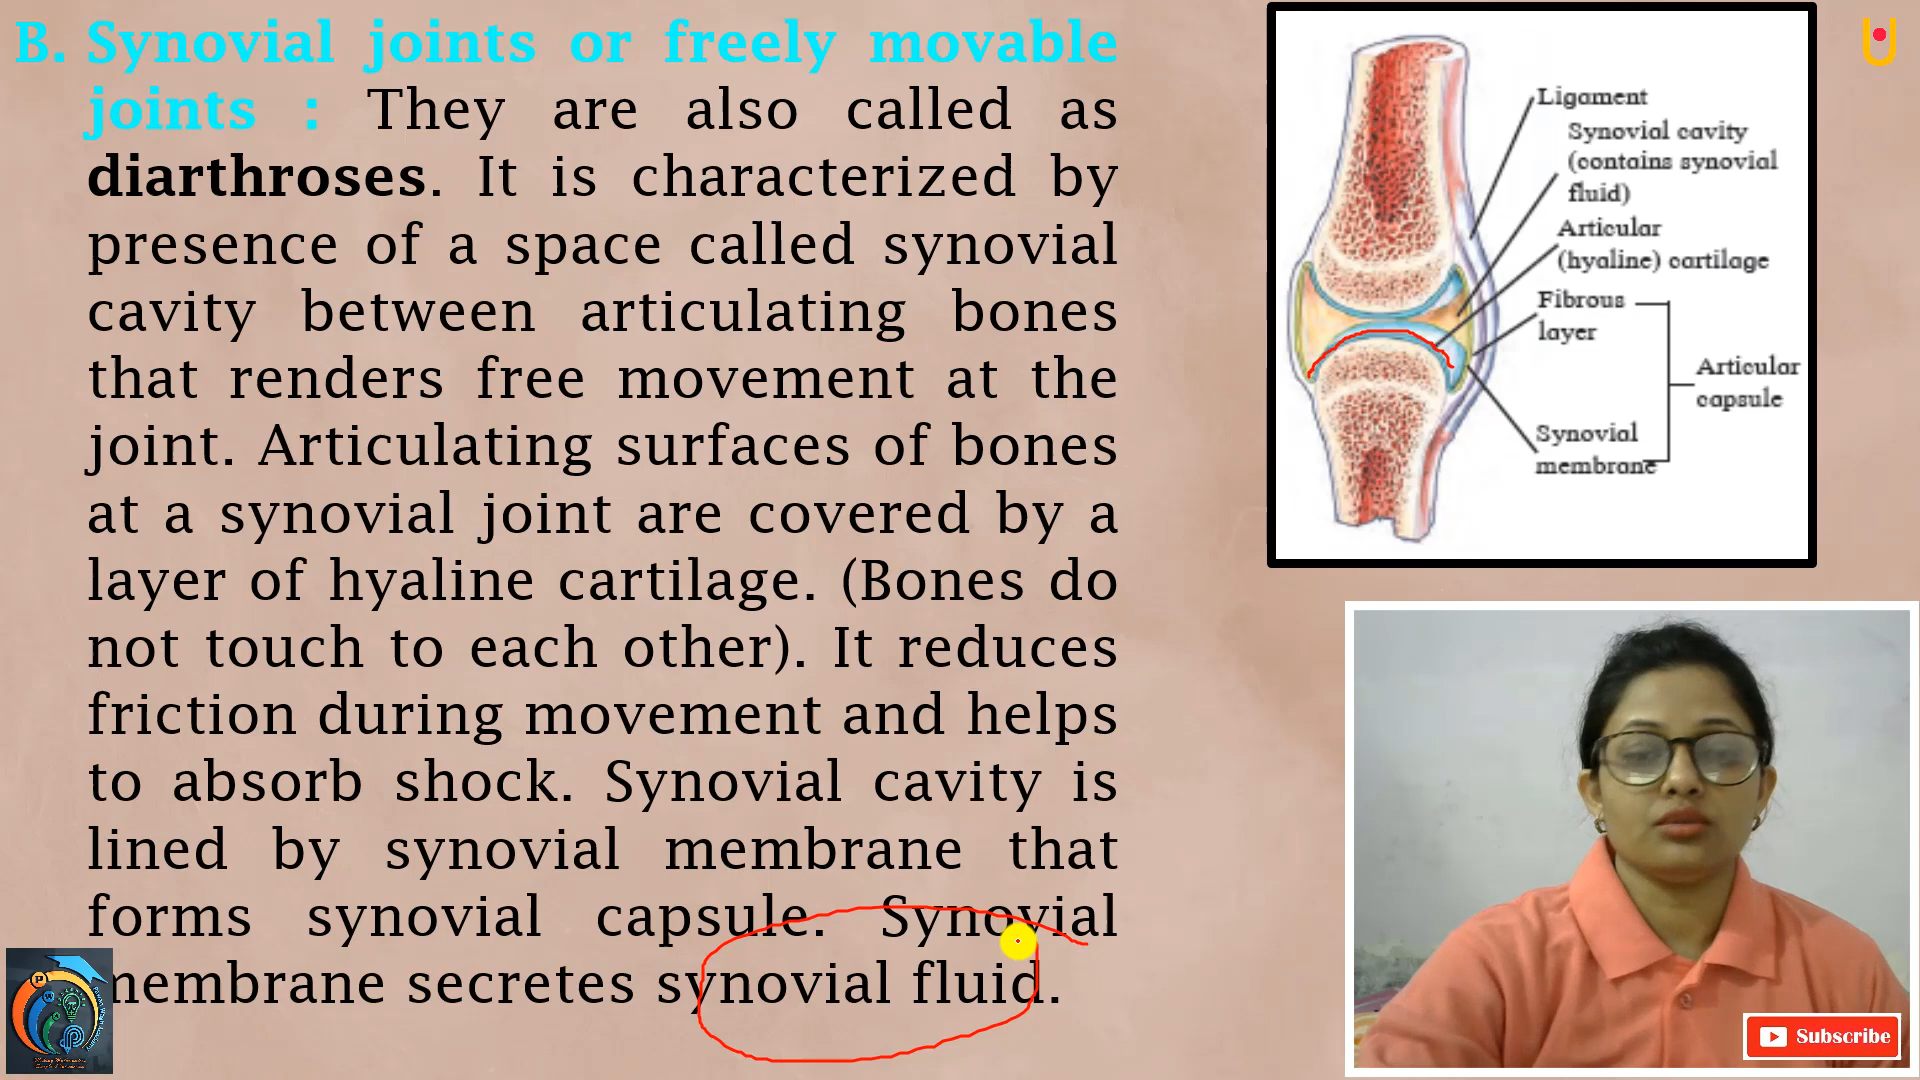 B. Synovial joints or freely movable
joints : They are also called as
diarthroses. It is characterized by
presence of a space called synovial
cavity between articulating bones
that renders free movement at the
joint. Articulating surfaces of bones
at a synovial joint are covered by a
layer of hyaline cartilage. (Bones do
not touch to each other). It reduces
friction during movement and helps
to absorb shock. Synovial cavity is
lined by synovial membrane that
forms synovial capsule. Synovial
membrane secretes synovial fluid.
Ligament
Synovial cavity
(contains synovial
fluid)
Articular
(hyaline) cartilage
Fibrous
layer
Articular
capsule
Synovial
membrane
Subscribe